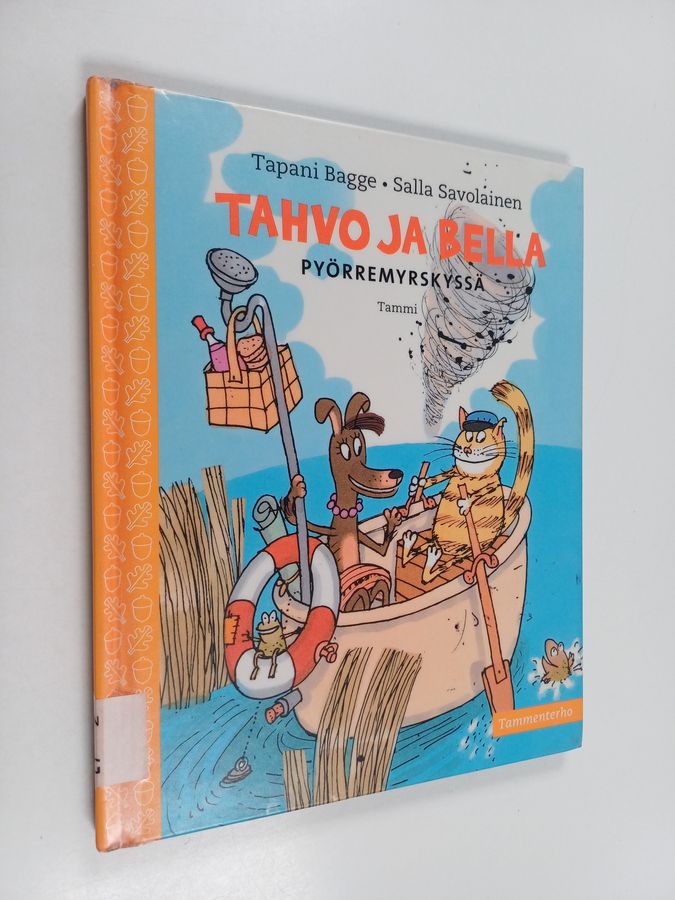 Tapani Bagge • Salla Savolainen
TAHVO JA BELLA
PYÖRREMYRSKYSSÄ
Tammi
Tammenterho